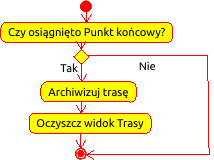 Czy osiągnięto Punkt końcowy?
Tak
Nie
Archiwizuj trasę
Oczyszcz widok Trasy